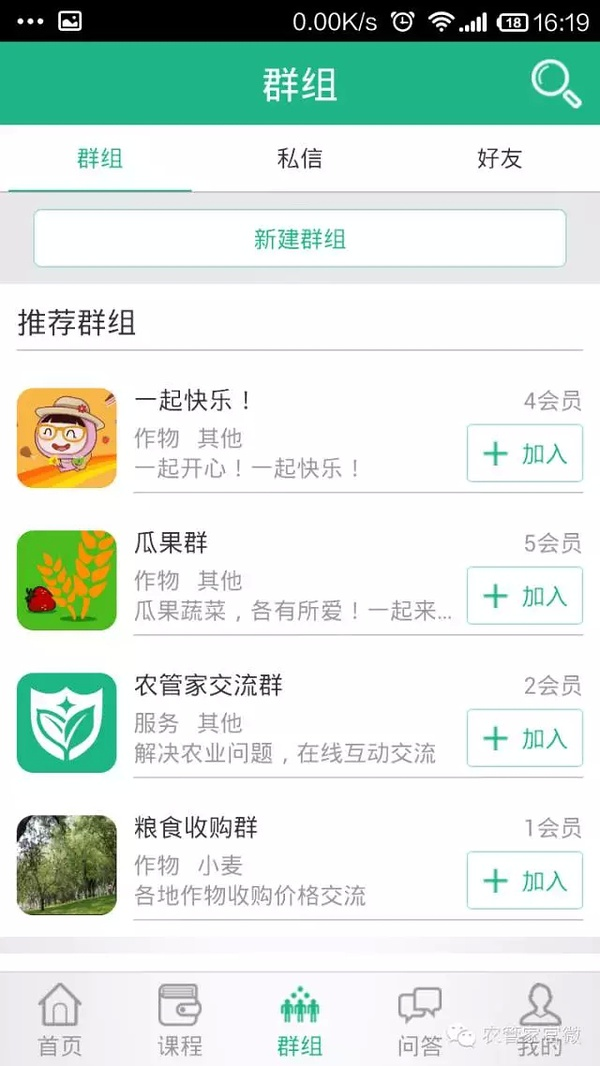 0.00K/s 18 16:19
群组
群组 私信 好友
新建群组
推荐群组
一起快乐！ 4会员
作物 其他
一起开心！一起快乐！
加入
瓜果群 5会员
作物 其他
瓜果蔬菜，各有所爱！一起来...
加入
农管家交流群 2会员
服务 其他
解决农业问题，在线互动交流
加入
粮食收购群 1会员
作物 小麦
各地作物收购价格交流
加入
首页 课程 群组 问答 我的
农管家官微